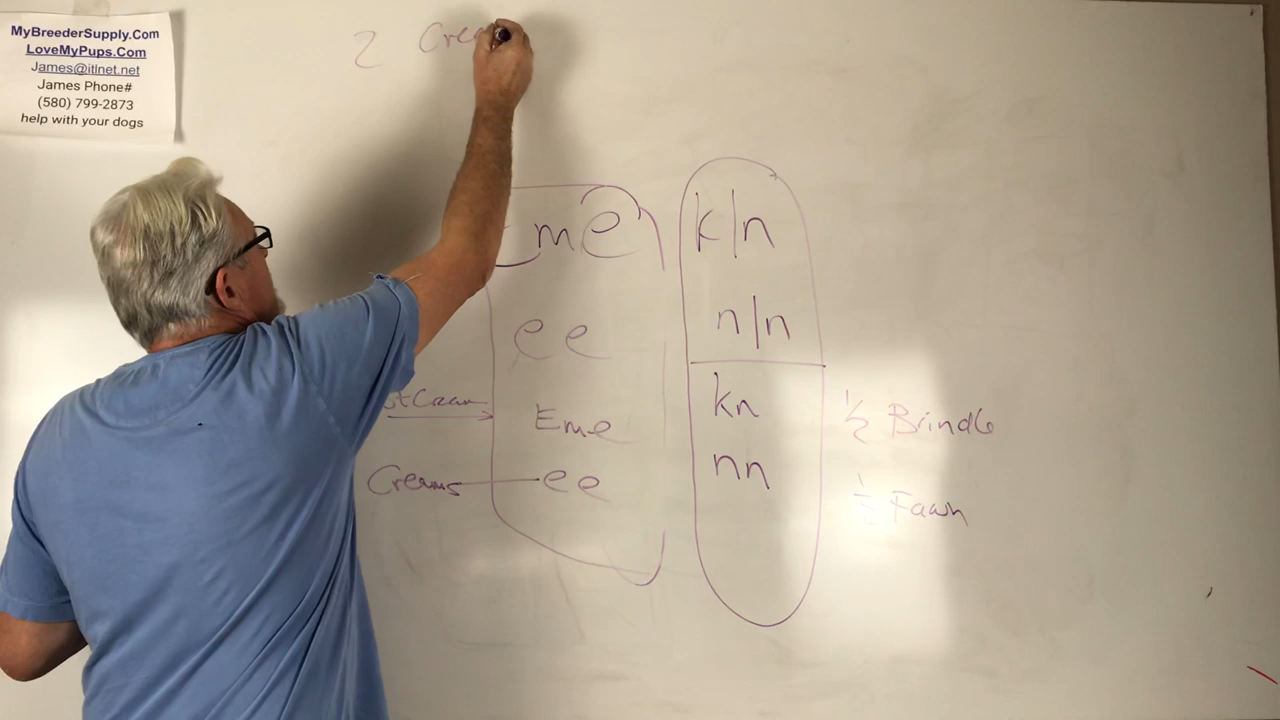 MyBreederSupply.Com
LoveMyPups.Com
James@itlnet.net
James Phone#
(580) 799-2873
help with your dogs
2 Crea
me k/n
ee n/n
Eme kn 1/2 Brindle
Creams ee nn
1/2 Fawn